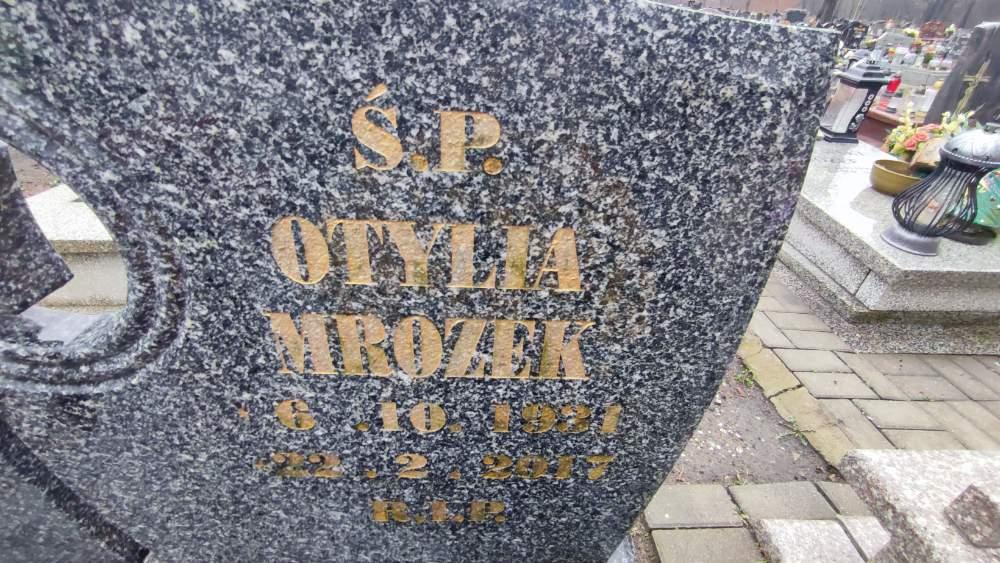 Ś.P.
OTYLIA
MROZEK
* 6.10.1931
22.2.2017
R.I.P.